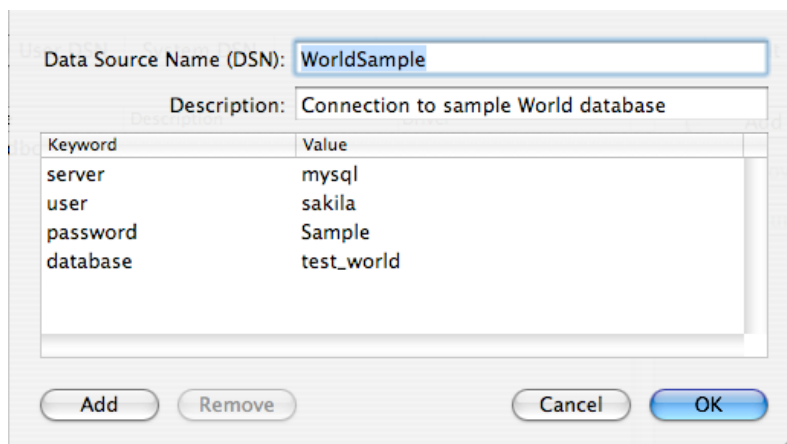 Data Source Name (DSN): WorldSample
Description: Connection to sample World database
Keyword Value
server mysql
user sakila
password Sample
database test_world
Add Remove Cancel OK